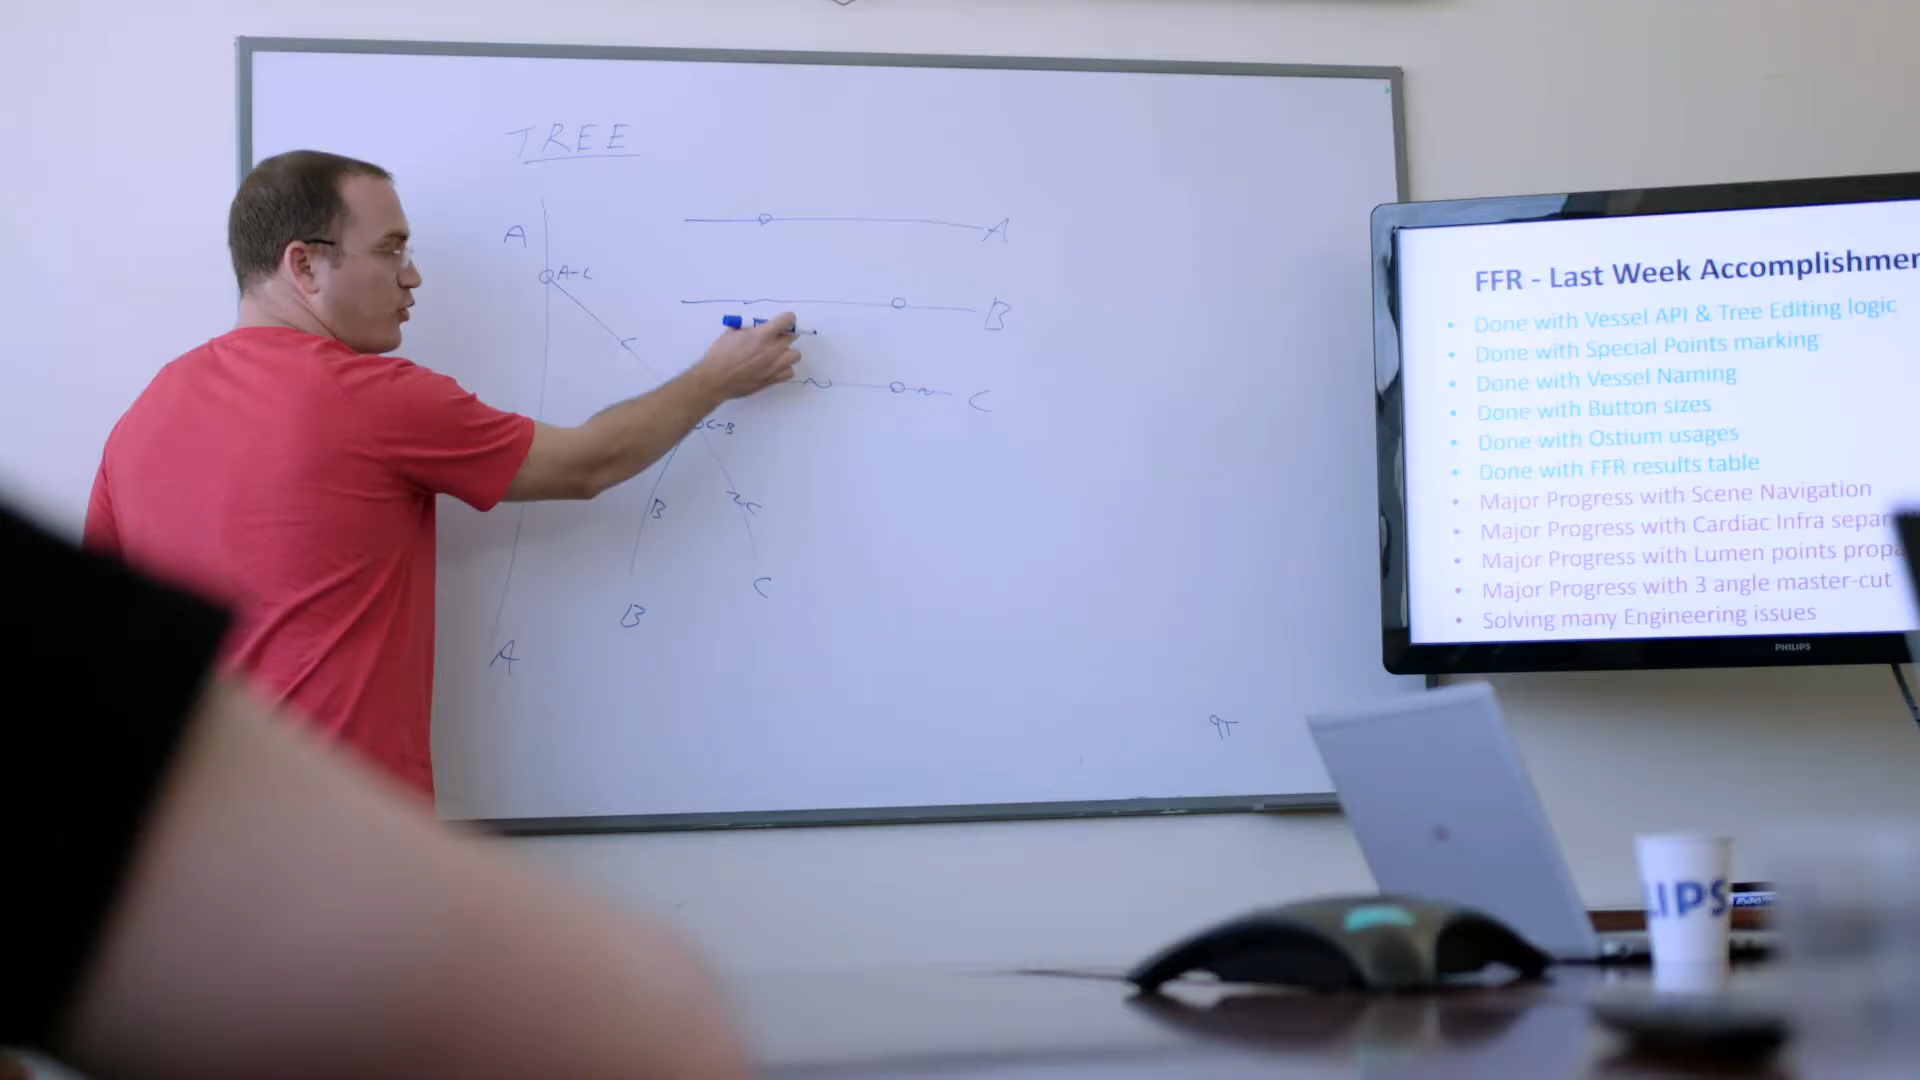 TREE
A
A-C
C
C-B
B
2C
C
B
A
A
B
C
FFR - Last Week
• Done with Vessel API & Tree Editing logic
• Done with Special Points marking
• Done with Vessel Naming
• Done with Button sizes
• Done with Ostium usages
• Done with FFR results table
• Major Progress with Scene Navigation
• Major Progress with Cardiac Infra
• Major Progress with Lumen points
• Major Progress with 3 angle master-cut
• Solving many Engineering issues
PHILIPS